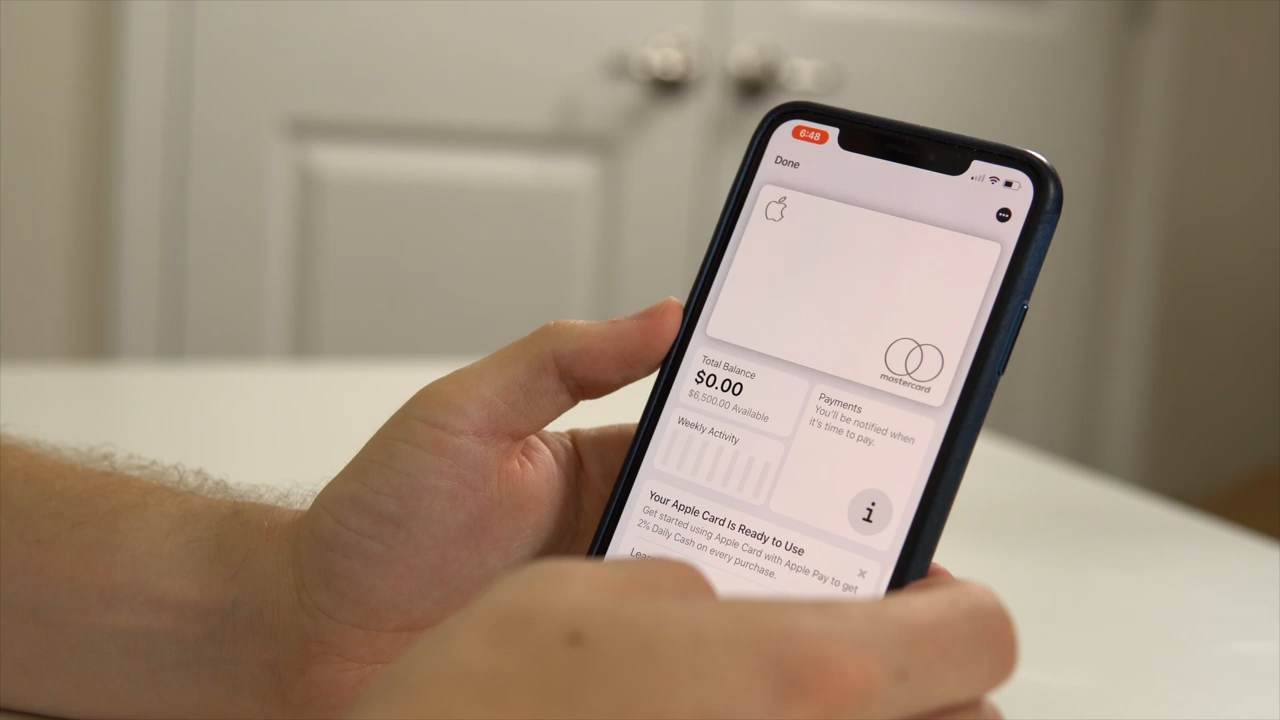 6:48
Done
mastercard
Total Balance
$0.00
$6,500.00 Available
Payments
You'll be notified when
it's time to pay.
Weekly Activity
i
Your Apple Card Is Ready to Use
Get started using Apple Card with Apple Pay to get
2% Daily Cash on every purchase.